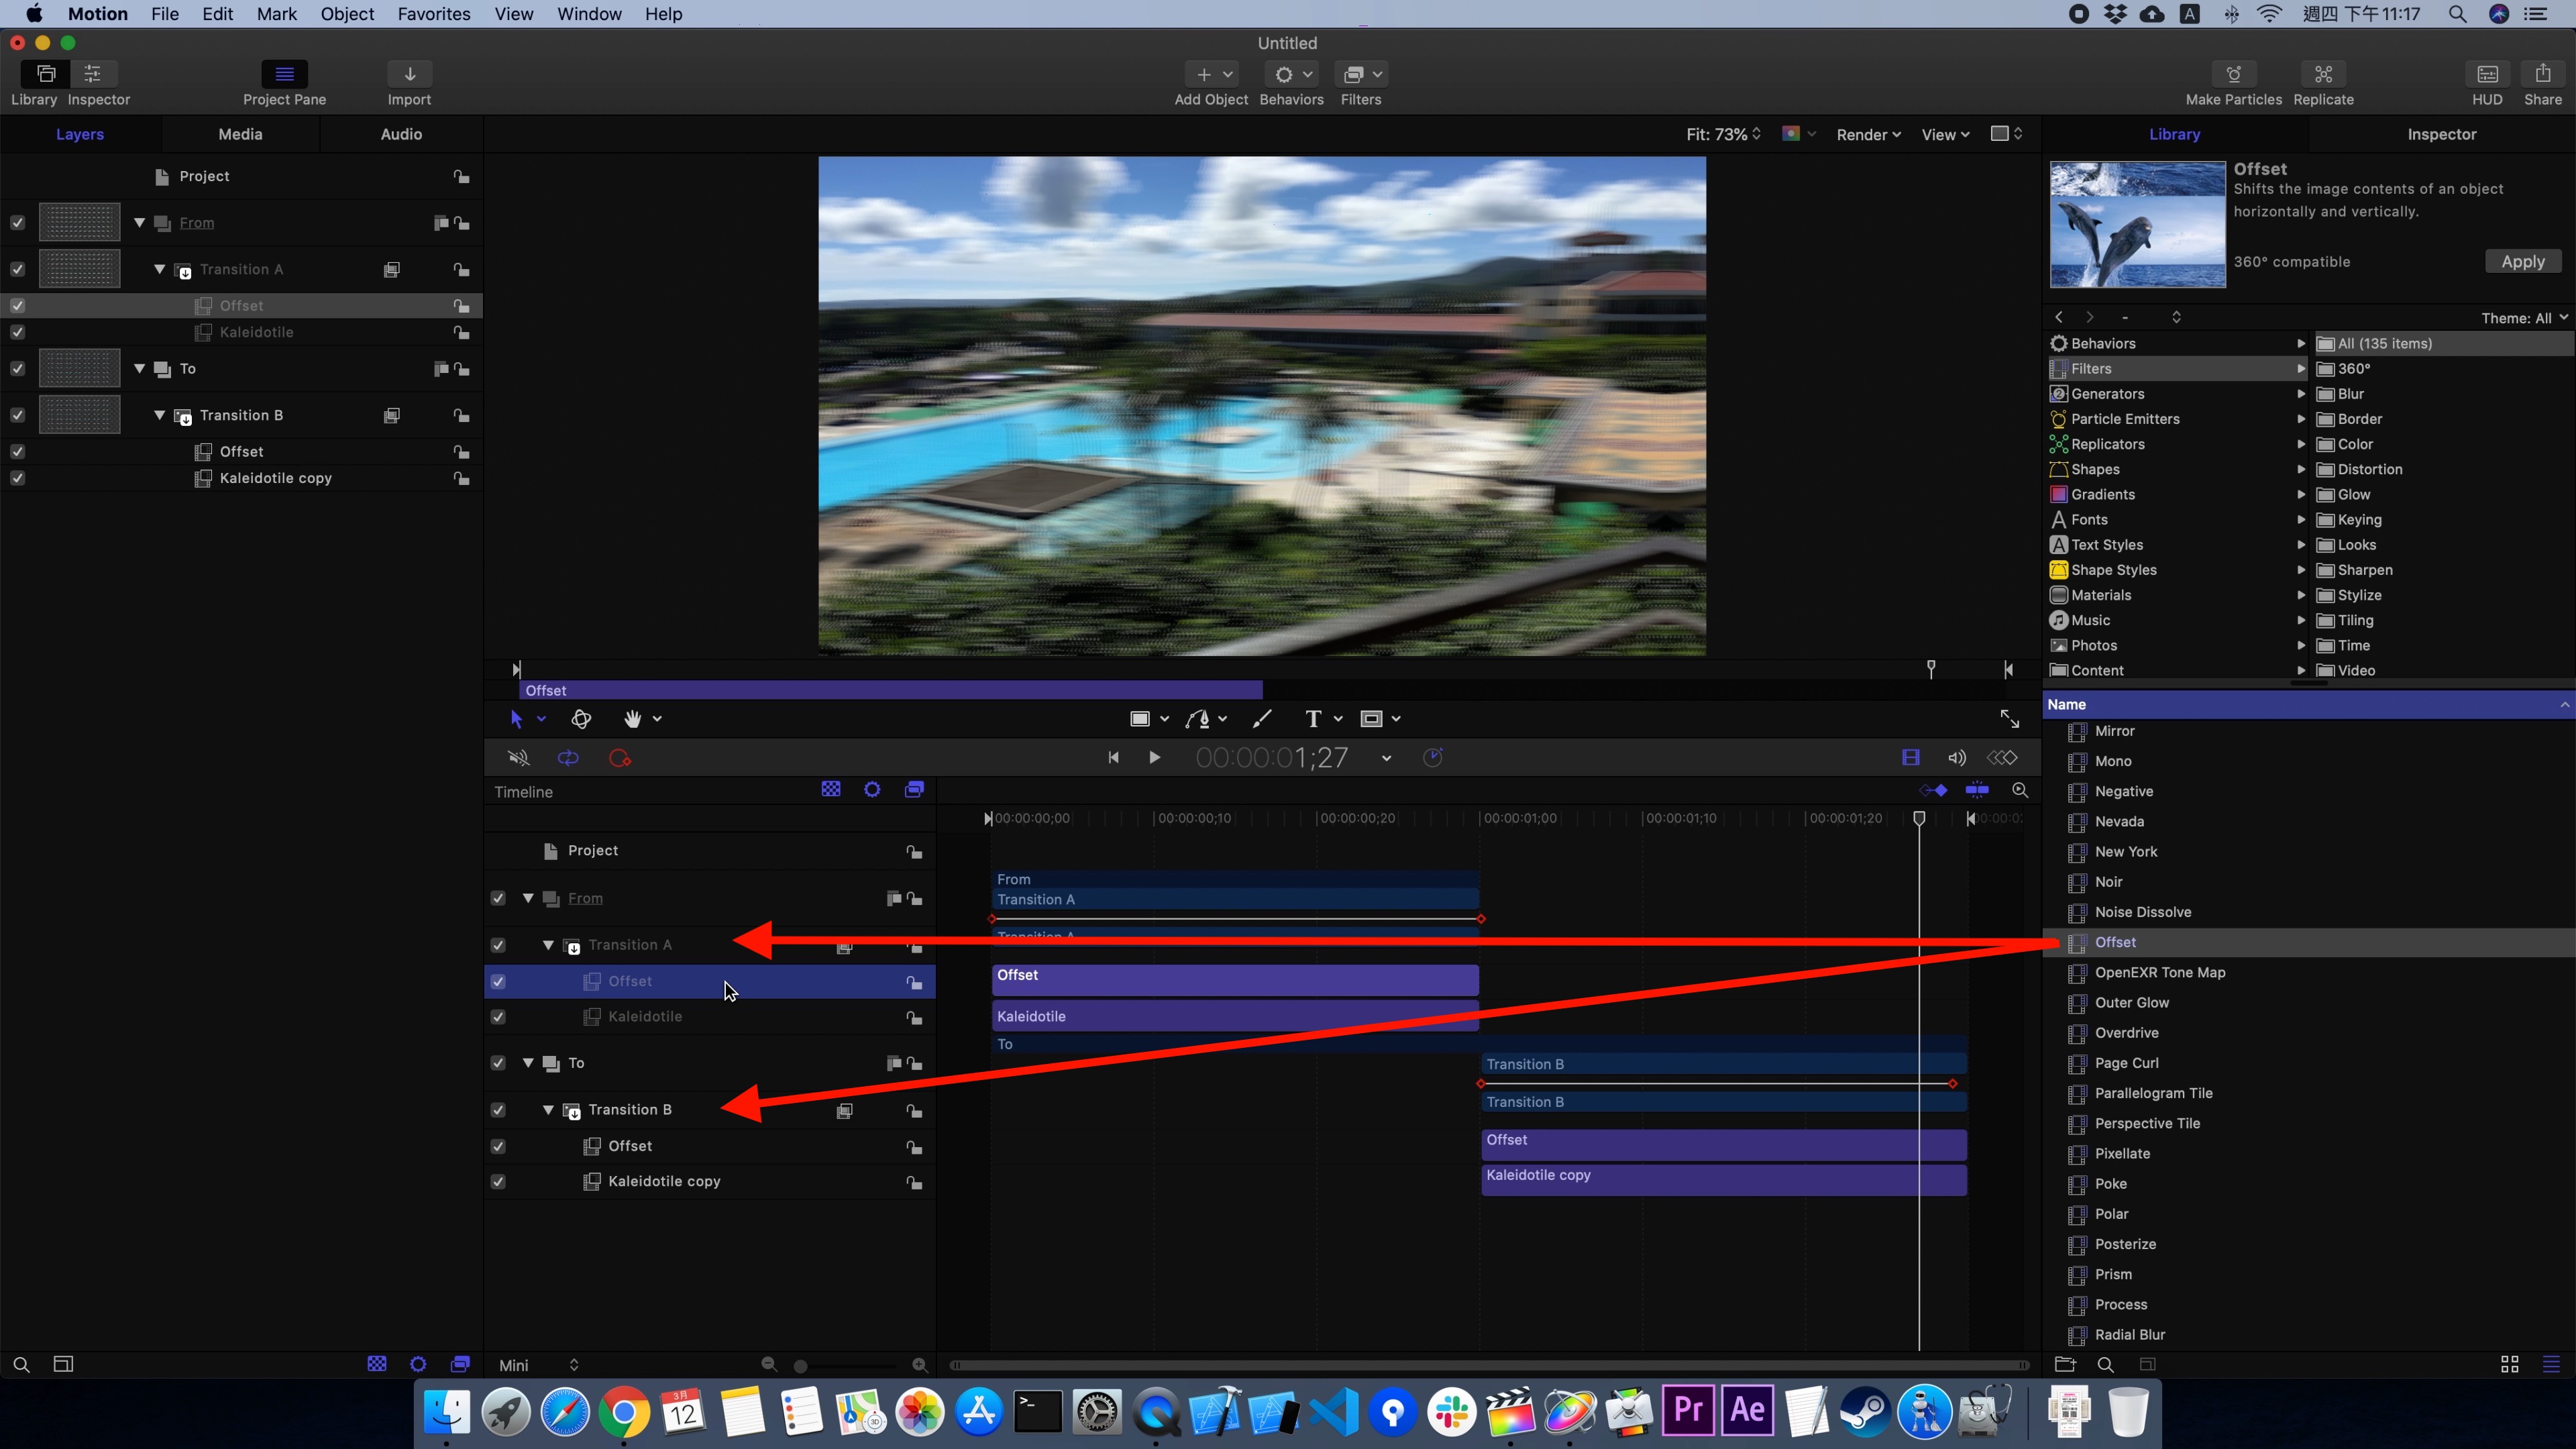 Motion File Edit Mark Object Favorites View Window Help
A 週四 下午11:17
Untitled
Library Inspector Project Pane Import Add Object Behaviors Filters Make Particles Replicate HUD Share
Layers Media Audio
Fit: 73% Render View
Library Inspector
Project
From
Transition A
Offset
Kaleidotile
To
Transition B
Offset
Kaleidotile copy
Offset
Shifts the image contents of an object
horizontally and vertically.
360° compatible Apply
- Theme: All
Behaviors
Filters
Generators
Particle Emitters
Replicators
Shapes
Gradients
Fonts
Text Styles
Shape Styles
Materials
Music
Photos
Content
All (135 items)
360°
Blur
Border
Color
Distortion
Glow
Keying
Looks
Sharpen
Stylize
Tiling
Time
Video
Offset
T
00:00:01;27
Timeline
00:00:00;00 00:00:00;10 00:00:00;20 00:00:01;00 00:00:01;10 00:00:01;20
Project
From
Transition A
Offset
Kaleidotile
To
Transition B
Offset
Kaleidotile copy
From
Transition A
Transition A
Offset
Kaleidotile
To
Transition B
Transition B
Offset
Kaleidotile copy
Name
Mirror
Mono
Negative
Nevada
New York
Noir
Noise Dissolve
Offset
OpenEXR Tone Map
Outer Glow
Overdrive
Page Curl
Parallelogram Tile
Perspective Tile
Pixellate
Poke
Polar
Posterize
Prism
Process
Radial Blur
Mini
3月
12
3D
>_
Pr
Ae